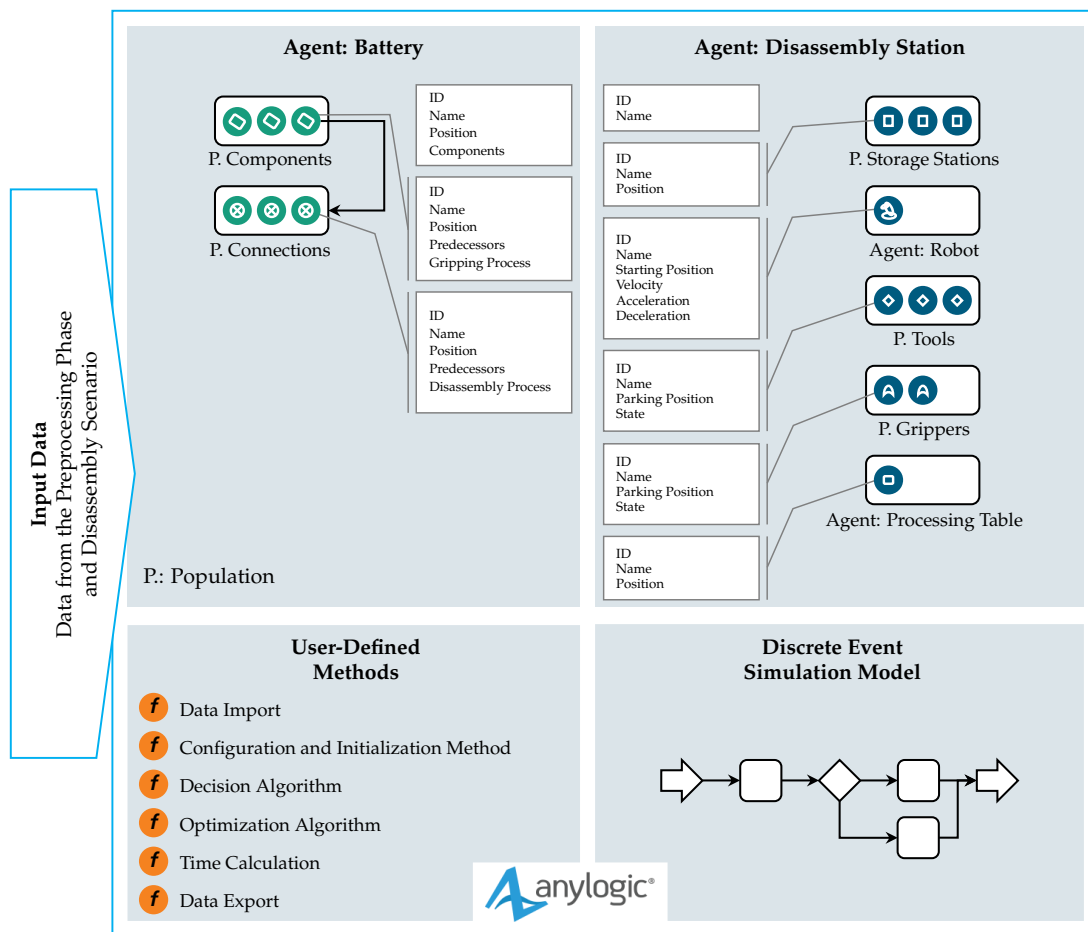 Input Data
Data from the Preprocessing Phase
and Disassembly Scenario
Agent: Battery
P. Components
P. Connections
ID
Name
Position
Components
ID
Name
Position
Predecessors
Gripping Process
ID
Name
Position
Predecessors
Disassembly Process
P.: Population
Agent: Disassembly Station
ID
Name
ID
Name
Position
ID
Name
Starting Position
Velocity
Acceleration
Deceleration
ID
Name
Parking Position
State
ID
Name
Parking Position
State
ID
Name
Position
P. Storage Stations
Agent: Robot
P. Tools
P. Grippers
Agent: Processing Table
User-Defined
Methods
f Data Import
f Configuration and Initialization Method
f Decision Algorithm
f Optimization Algorithm
f Time Calculation
f Data Export
Discrete Event
Simulation Model
anylogic®